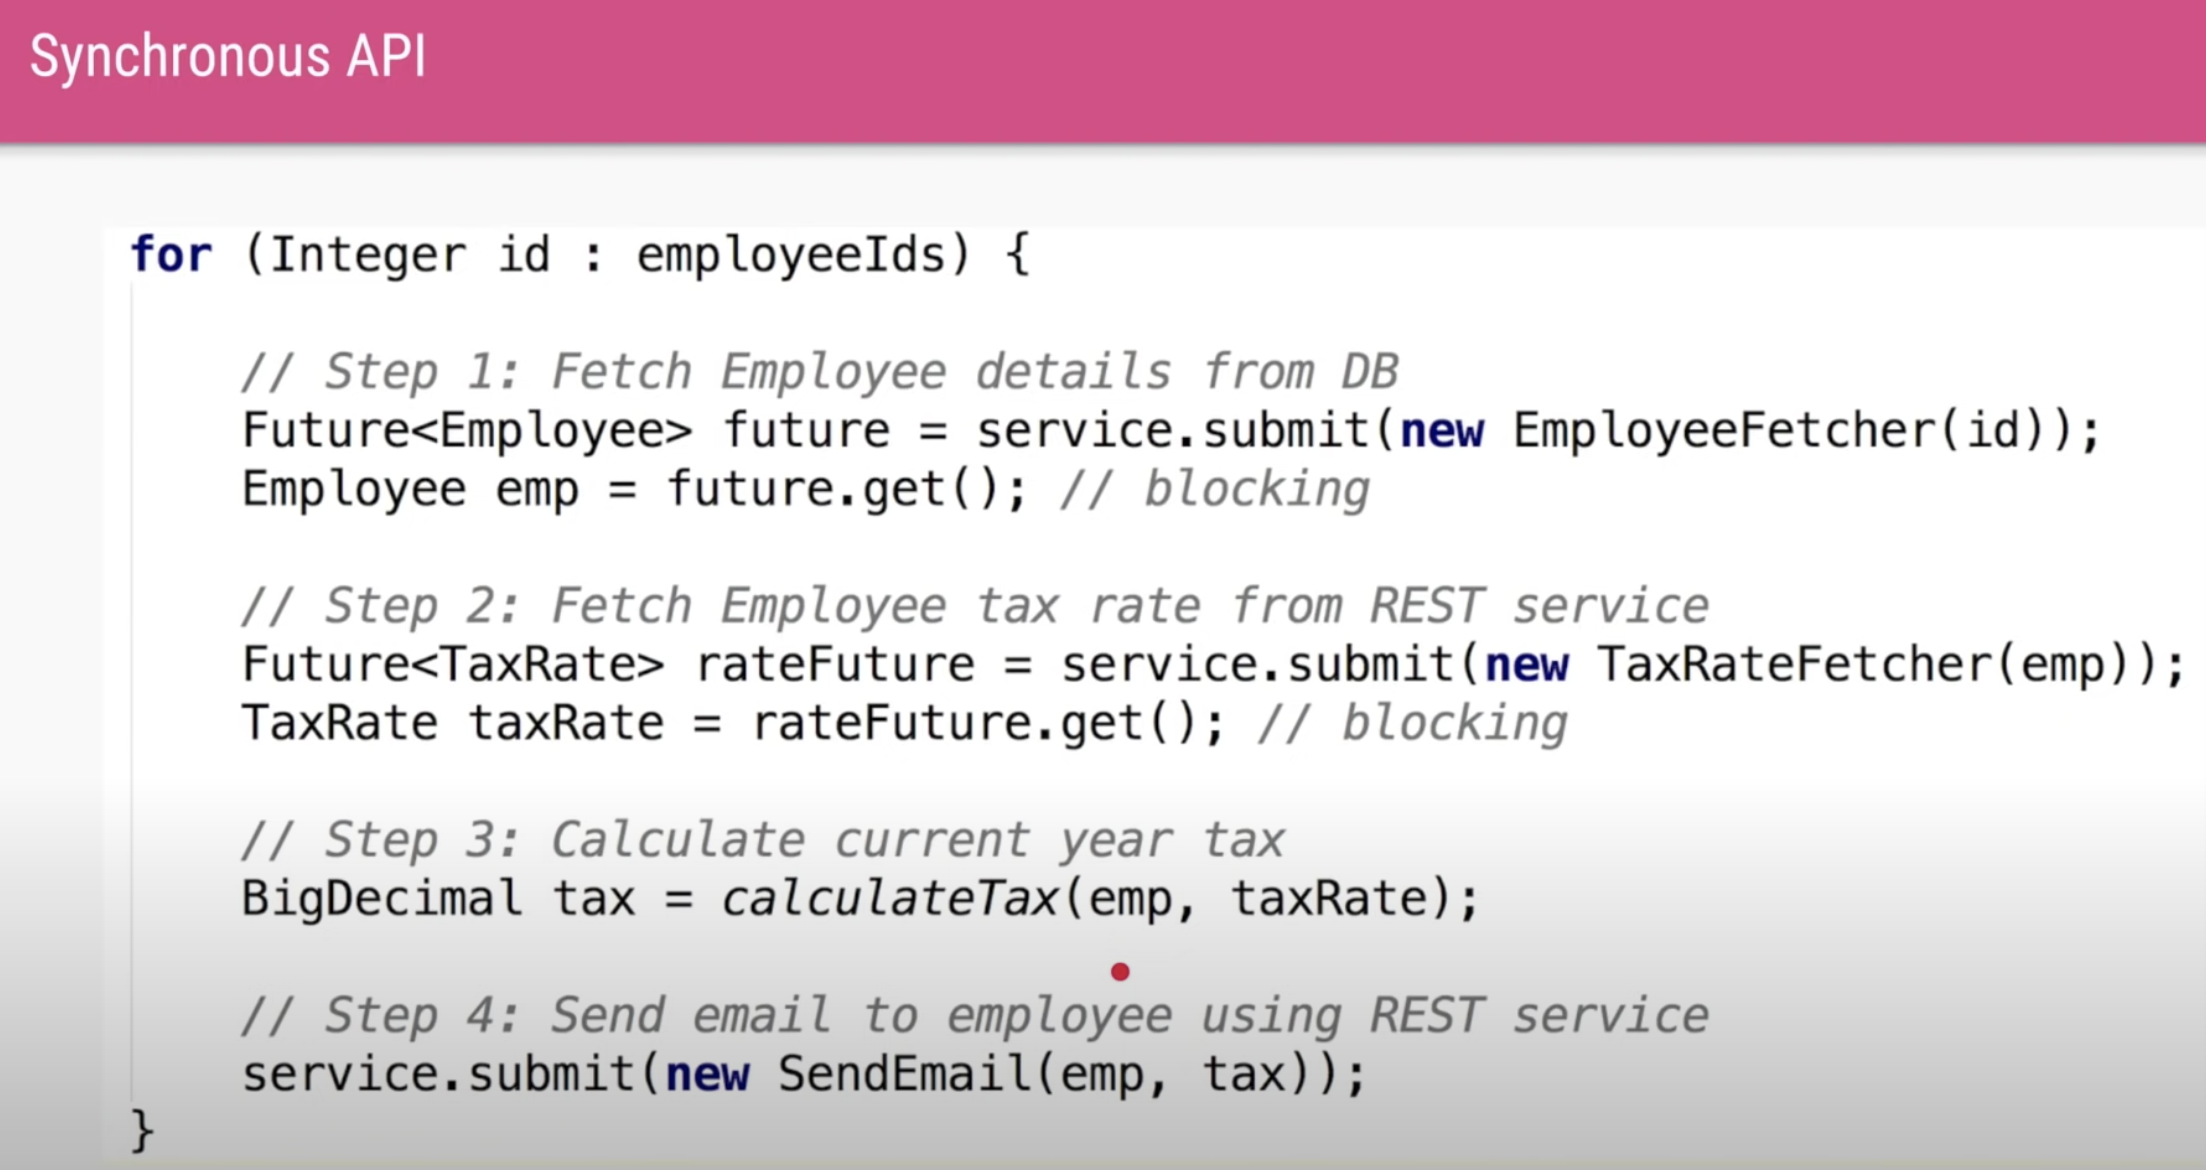 Synchronous API
for (Integer id : employeeIds) {
// Step 1: Fetch Employee details from DB
Future<Employee> future = service.submit(new EmployeeFetcher(id));
Employee emp = future.get(); // blocking
// Step 2: Fetch Employee tax rate from REST service
Future<TaxRate> rateFuture = service.submit(new TaxRateFetcher(emp));
TaxRate taxRate = rateFuture.get(); // blocking
// Step 3: Calculate current year tax
BigDecimal tax = calculateTax(emp, taxRate);
// Step 4: Send email to employee using REST service
service.submit(new SendEmail(emp, tax));
}